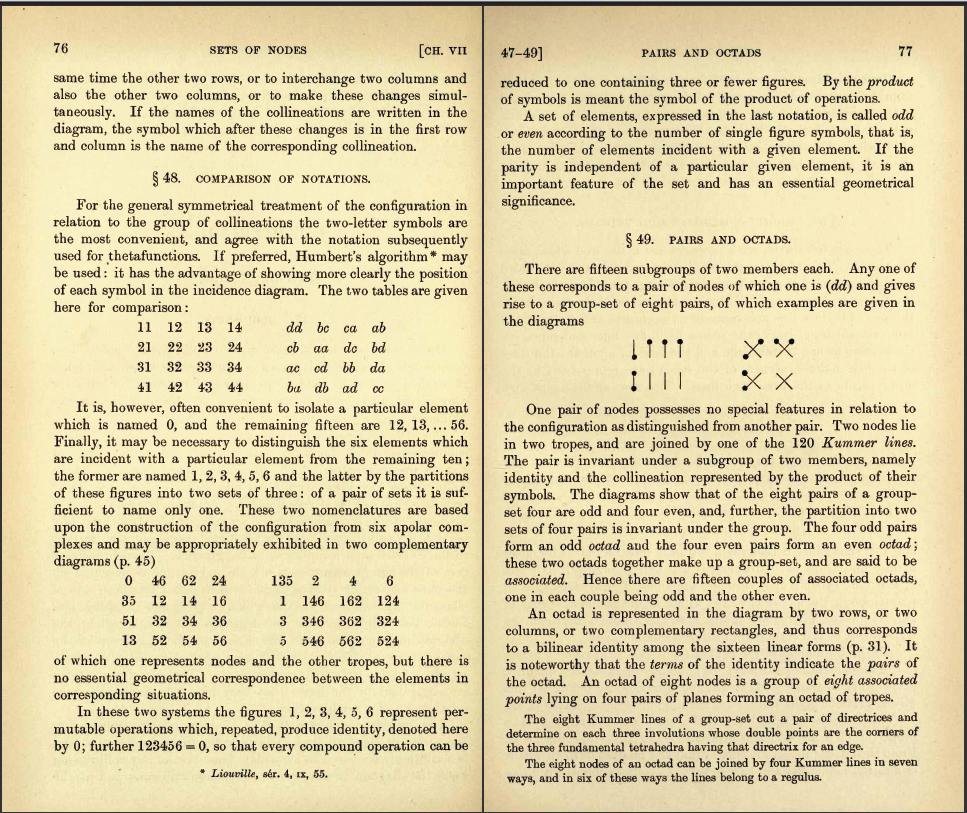 76 SETS OF NODES [CH. VII
same time the other two rows, or to interchange two columns and
also the other two columns, or to make these changes simul-
taneously. If the names of the collineations are written in the
diagram, the symbol which after these changes is in the first row
and column is the name of the corresponding collineation.
§ 48. COMPARISON OF NOTATIONS.
For the general symmetrical treatment of the configuration in
relation to the group of collineations the two-letter symbols are
the most convenient, and agree with the notation subsequently
used for thetafunctions. If preferred, Humbert's algorithm* may
be used: it has the advantage of showing more clearly the position
of each symbol in the incidence diagram. The two tables are given
here for comparison:
11 12 13 14 dd bc ca ab
21 22 23 24 cb aa dc bd
31 32 33 34 ac cd bb da
41 42 43 44 ba db ad cc
It is, however, often convenient to isolate a particular element
which is named 0, and the remaining fifteen are 12, 13, ... 56.
Finally, it may be necessary to distinguish the six elements which
are incident with a particular element from the remaining ten;
the former are named 1, 2, 3, 4, 5, 6 and the latter by the partitions
of these figures into two sets of three: of a pair of sets it is suf-
ficient to name only one. These two nomenclatures are based
upon the construction of the configuration from six apolar com-
plexes and may be appropriately exhibited in two complementary
diagrams (p. 45)
0 46 62 24 135 2 4 6
35 12 14 16 1 146 162 124
51 32 34 36 3 346 362 324
13 52 54 56 5 546 562 524
of which one represents nodes and the other tropes, but there is
no essential geometrical correspondence between the elements in
corresponding situations.
In these two systems the figures 1, 2, 3, 4, 5, 6 represent per-
mutable operations which, repeated, produce identity, denoted here
by 0; further 123456 = 0, so that every compound operation can be
* Liouville, sér. 4, IX, 55.
47–49] PAIRS AND OCTADS 77
reduced to one containing three or fewer figures. By the product
of symbols is meant the symbol of the product of operations.
A set of elements, expressed in the last notation, is called odd
or even according to the number of single figure symbols, that is,
the number of elements incident with a given element. If the
parity is independent of a particular given element, it is an
important feature of the set and has an essential geometrical
significance.
§ 49. PAIRS AND OCTADS.
There are fifteen subgroups of two members each. Any one of
these corresponds to a pair of nodes of which one is (dd) and gives
rise to a group-set of eight pairs, of which examples are given in
the diagrams
One pair of nodes possesses no special features in relation to
the configuration as distinguished from another pair. Two nodes lie
in two tropes, and are joined by one of the 120 Kummer lines.
The pair is invariant under a subgroup of two members, namely
identity and the collineation represented by the product of their
symbols. The diagrams show that of the eight pairs of a group-
set four are odd and four even, and, further, the partition into two
sets of four pairs is invariant under the group. The four odd pairs
form an odd octad and the four even pairs form an even octad;
these two octads together make up a group-set, and are said to be
associated. Hence there are fifteen couples of associated octads,
one in each couple being odd and the other even.
An octad is represented in the diagram by two rows, or two
columns, or two complementary rectangles, and thus corresponds
to a bilinear identity among the sixteen linear forms (p. 31). It
is noteworthy that the terms of the identity indicate the pairs of
the octad. An octad of eight nodes is a group of eight associated
points lying on four pairs of planes forming an octad of tropes.
The eight Kummer lines of a group-set cut a pair of directrices and
determine on each three involutions whose double points are the corners of
the three fundamental tetrahedra having that directrix for an edge.
The eight nodes of an octad can be joined by four Kummer lines in seven
ways, and in six of these ways the lines belong to a regulus.